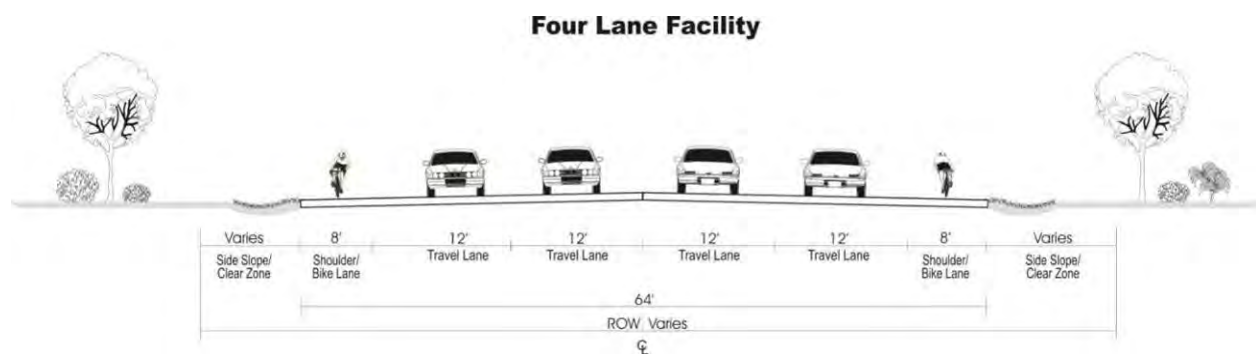 Four Lane Facility
Varies 8' 12' 12' 12' 12' 8' Varies
Side Slope/ Shoulder/ Travel Lane Travel Lane Travel Lane Travel Lane Shoulder/ Side Slope/
Clear Zone Bike Lane Bike Lane Clear Zone
64'
ROW Varies
℄